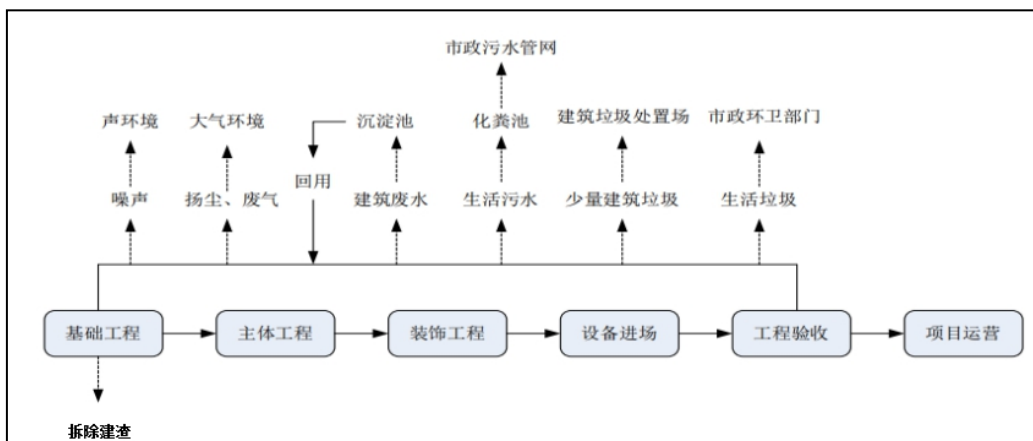 市政污水管网
声环境
大气环境
沉淀池
化粪池
建筑垃圾处置场
市政环卫部门
回用
噪声
扬尘、废气
建筑废水
生活污水
少量建筑垃圾
生活垃圾
基础工程
主体工程
装饰工程
设备进场
工程验收
项目运营
拆除建渣